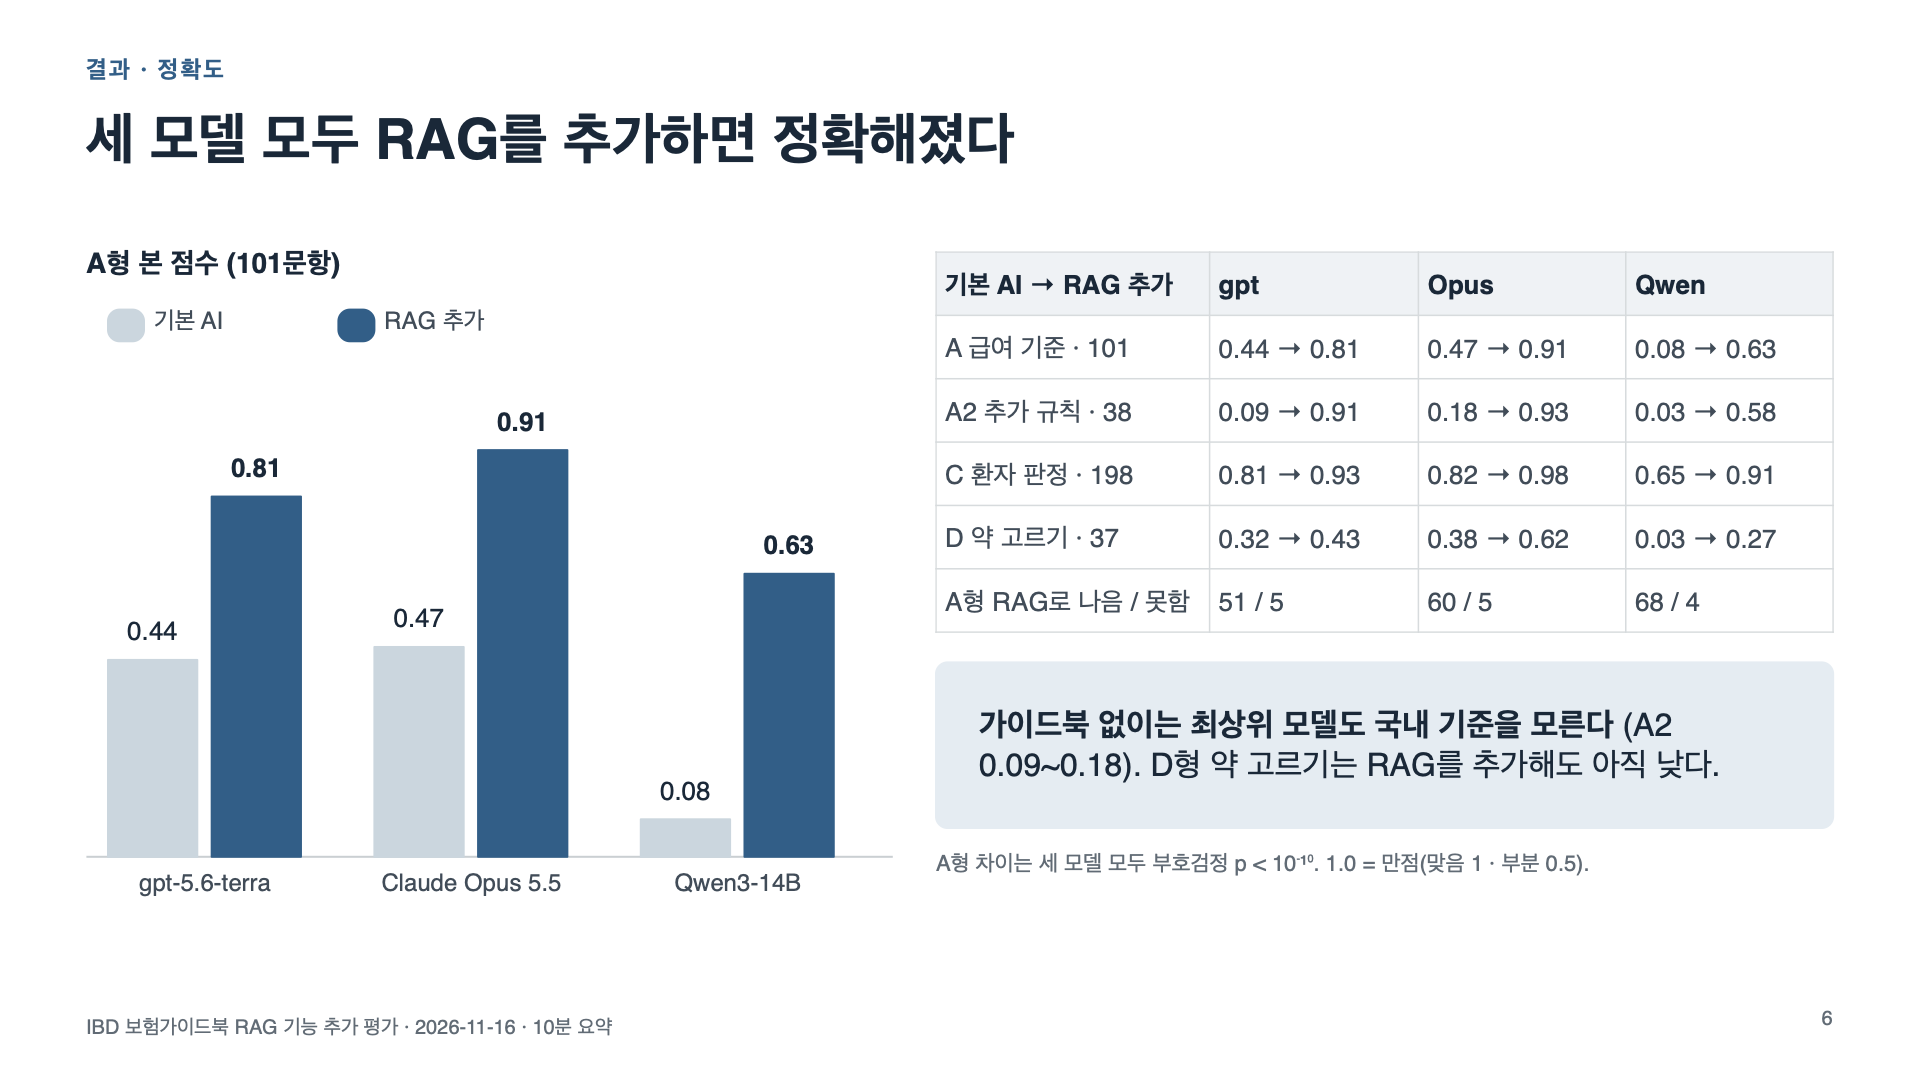 결과 · 정확도
세 모델 모두 RAG를 추가하면 정확해졌다
A형 본 점수 (101문항)
기본 AI
RAG 추가
0.44
0.81
0.47
0.91
0.08
0.63
gpt-5.6-terra
Claude Opus 5.5
Qwen3-14B
기본 AI → RAG 추가 gpt Opus Qwen
A 급여 기준 · 101 0.44 → 0.81 0.47 → 0.91 0.08 → 0.63
A2 추가 규칙 · 38 0.09 → 0.91 0.18 → 0.93 0.03 → 0.58
C 환자 판정 · 198 0.81 → 0.93 0.82 → 0.98 0.65 → 0.91
D 약 고르기 · 37 0.32 → 0.43 0.38 → 0.62 0.03 → 0.27
A형 RAG로 나음 / 못함 51 / 5 60 / 5 68 / 4
가이드북 없이는 최상위 모델도 국내 기준을 모른다 (A2
0.09~0.18). D형 약 고르기는 RAG를 추가해도 아직 낮다.
A형 차이는 세 모델 모두 부호검정 p < 10⁻¹⁰. 1.0 = 만점(맞음 1 · 부분 0.5).
IBD 보험가이드북 RAG 기능 추가 평가 · 2026-11-16 · 10분 요약
6